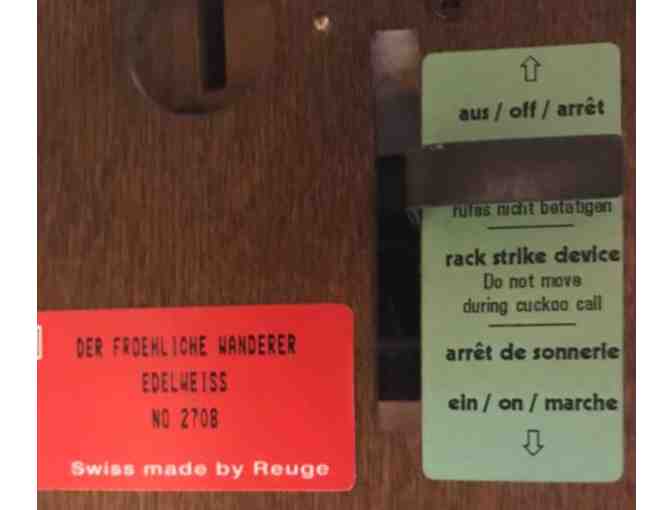 aus / off / arrêt
rufes nicht betätigen
rack strike device
Do not move
during cuckoo call
arrêt de sonnerie
ein / on / marche
DER FROEHLICHE WANDERER
EDELWEISS
NO 2708
Swiss made by Reuge